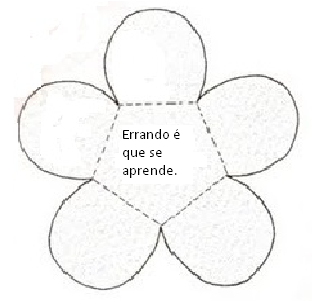 Errando é
que se
aprende.